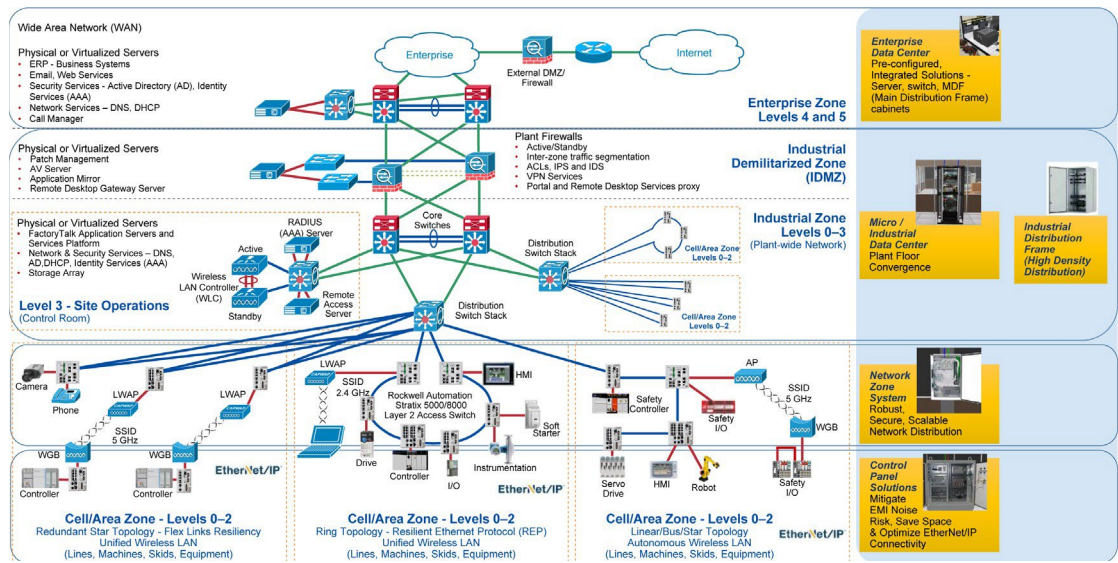 Wide Area Network (WAN)
Physical or Virtualized Servers
• ERP - Business Systems
• Email, Web Services
• Security Services - Active Directory (AD), Identity
Services (AAA)
• Network Services – DNS, DHCP
• Call Manager
Enterprise
External DMZ/
Firewall
Internet
Enterprise Zone
Levels 4 and 5
Enterprise
Data Center
Pre-configured,
Integrated Solutions -
Server, switch, MDF
(Main Distribution Frame)
cabinets
Physical or Virtualized Servers
• Patch Management
• AV Server
• Application Mirror
• Remote Desktop Gateway Server
Plant Firewalls
• Active/Standby
• Inter-zone traffic segmentation
• ACLs, IPS and IDS
• VPN Services
• Portal and Remote Desktop Services proxy
Industrial
Demilitarized Zone
(IDMZ)
Physical or Virtualized Servers
• FactoryTalk Application Servers and
Services Platform
• Network & Security Services – DNS,
AD,DHCP, Identity Services (AAA)
• Storage Array
Level 3 - Site Operations
(Control Room)
RADIUS
(AAA) Server
Active
Wireless
LAN Controller
(WLC)
Standby
Remote
Access
Server
Core
Switches
Distribution
Switch Stack
Distribution
Switch Stack
Industrial Zone
Levels 0–3
(Plant-wide Network)
Cell/Area Zone
Levels 0–2
Cell/Area Zone
Levels 0–2
Micro /
Industrial
Data Center
Plant Floor
Convergence
Industrial
Distribution
Frame
(High Density
Distribution)
Camera
Phone
LWAP
SSID
5 GHz
LWAP
WGB
WGB
Controller
Controller
EtherNet/IP
Cell/Area Zone - Levels 0–2
Redundant Star Topology - Flex Links Resiliency
Unified Wireless LAN
(Lines, Machines, Skids, Equipment)
LWAP
SSID
2.4 GHz
Rockwell Automation
Stratix 5000/8000
Layer 2 Access Switch
HMI
Soft
Starter
Drive
Controller
I/O
Instrumentation
EtherNet/IP
Cell/Area Zone - Levels 0–2
Ring Topology - Resilient Ethernet Protocol (REP)
Unified Wireless LAN
(Lines, Machines, Skids, Equipment)
Safety
Controller
Safety
I/O
AP
SSID
5 GHz
WGB
Servo
Drive
HMI
Robot
Safety
I/O
EtherNet/IP
Cell/Area Zone - Levels 0–2
Linear/Bus/Star Topology
Autonomous Wireless LAN
(Lines, Machines, Skids, Equipment)
Network
Zone
System
Robust,
Secure, Scalable
Network Distribution
Control
Panel
Solutions
Mitigate
EMI Noise
Risk, Save Space
& Optimize EtherNet/IP
Connectivity